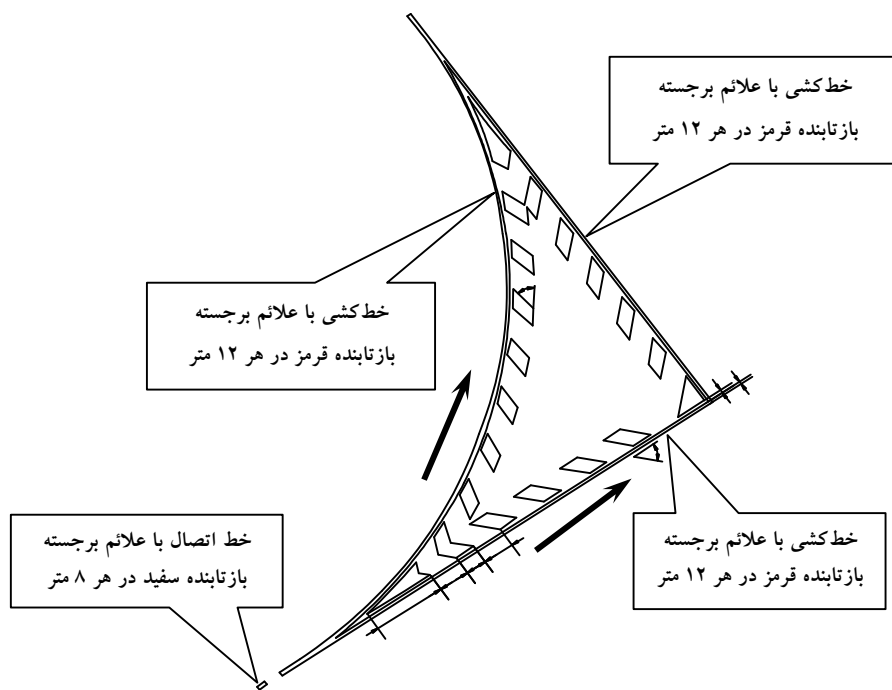 خط‌کشی با علائم برجسته
بازتابنده قرمز در هر ۱۲ متر
خط‌کشی با علائم برجسته
بازتابنده قرمز در هر ۱۲ متر
خط اتصال با علائم برجسته
بازتابنده سفید در هر ۸ متر
خط‌کشی با علائم برجسته
بازتابنده قرمز در هر ۱۲ متر